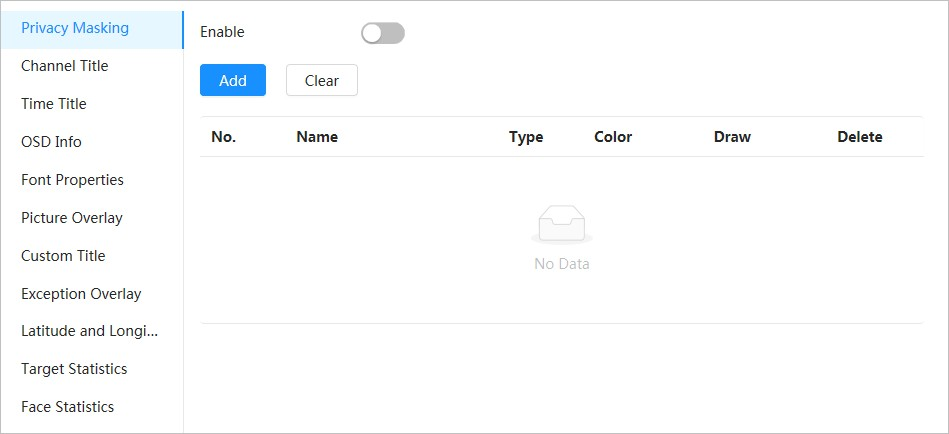 Privacy Masking
Channel Title
Time Title
OSD Info
Font Properties
Picture Overlay
Custom Title
Exception Overlay
Latitude and Longi...
Target Statistics
Face Statistics
Enable
Add Clear
No. Name Type Color Draw Delete
No Data